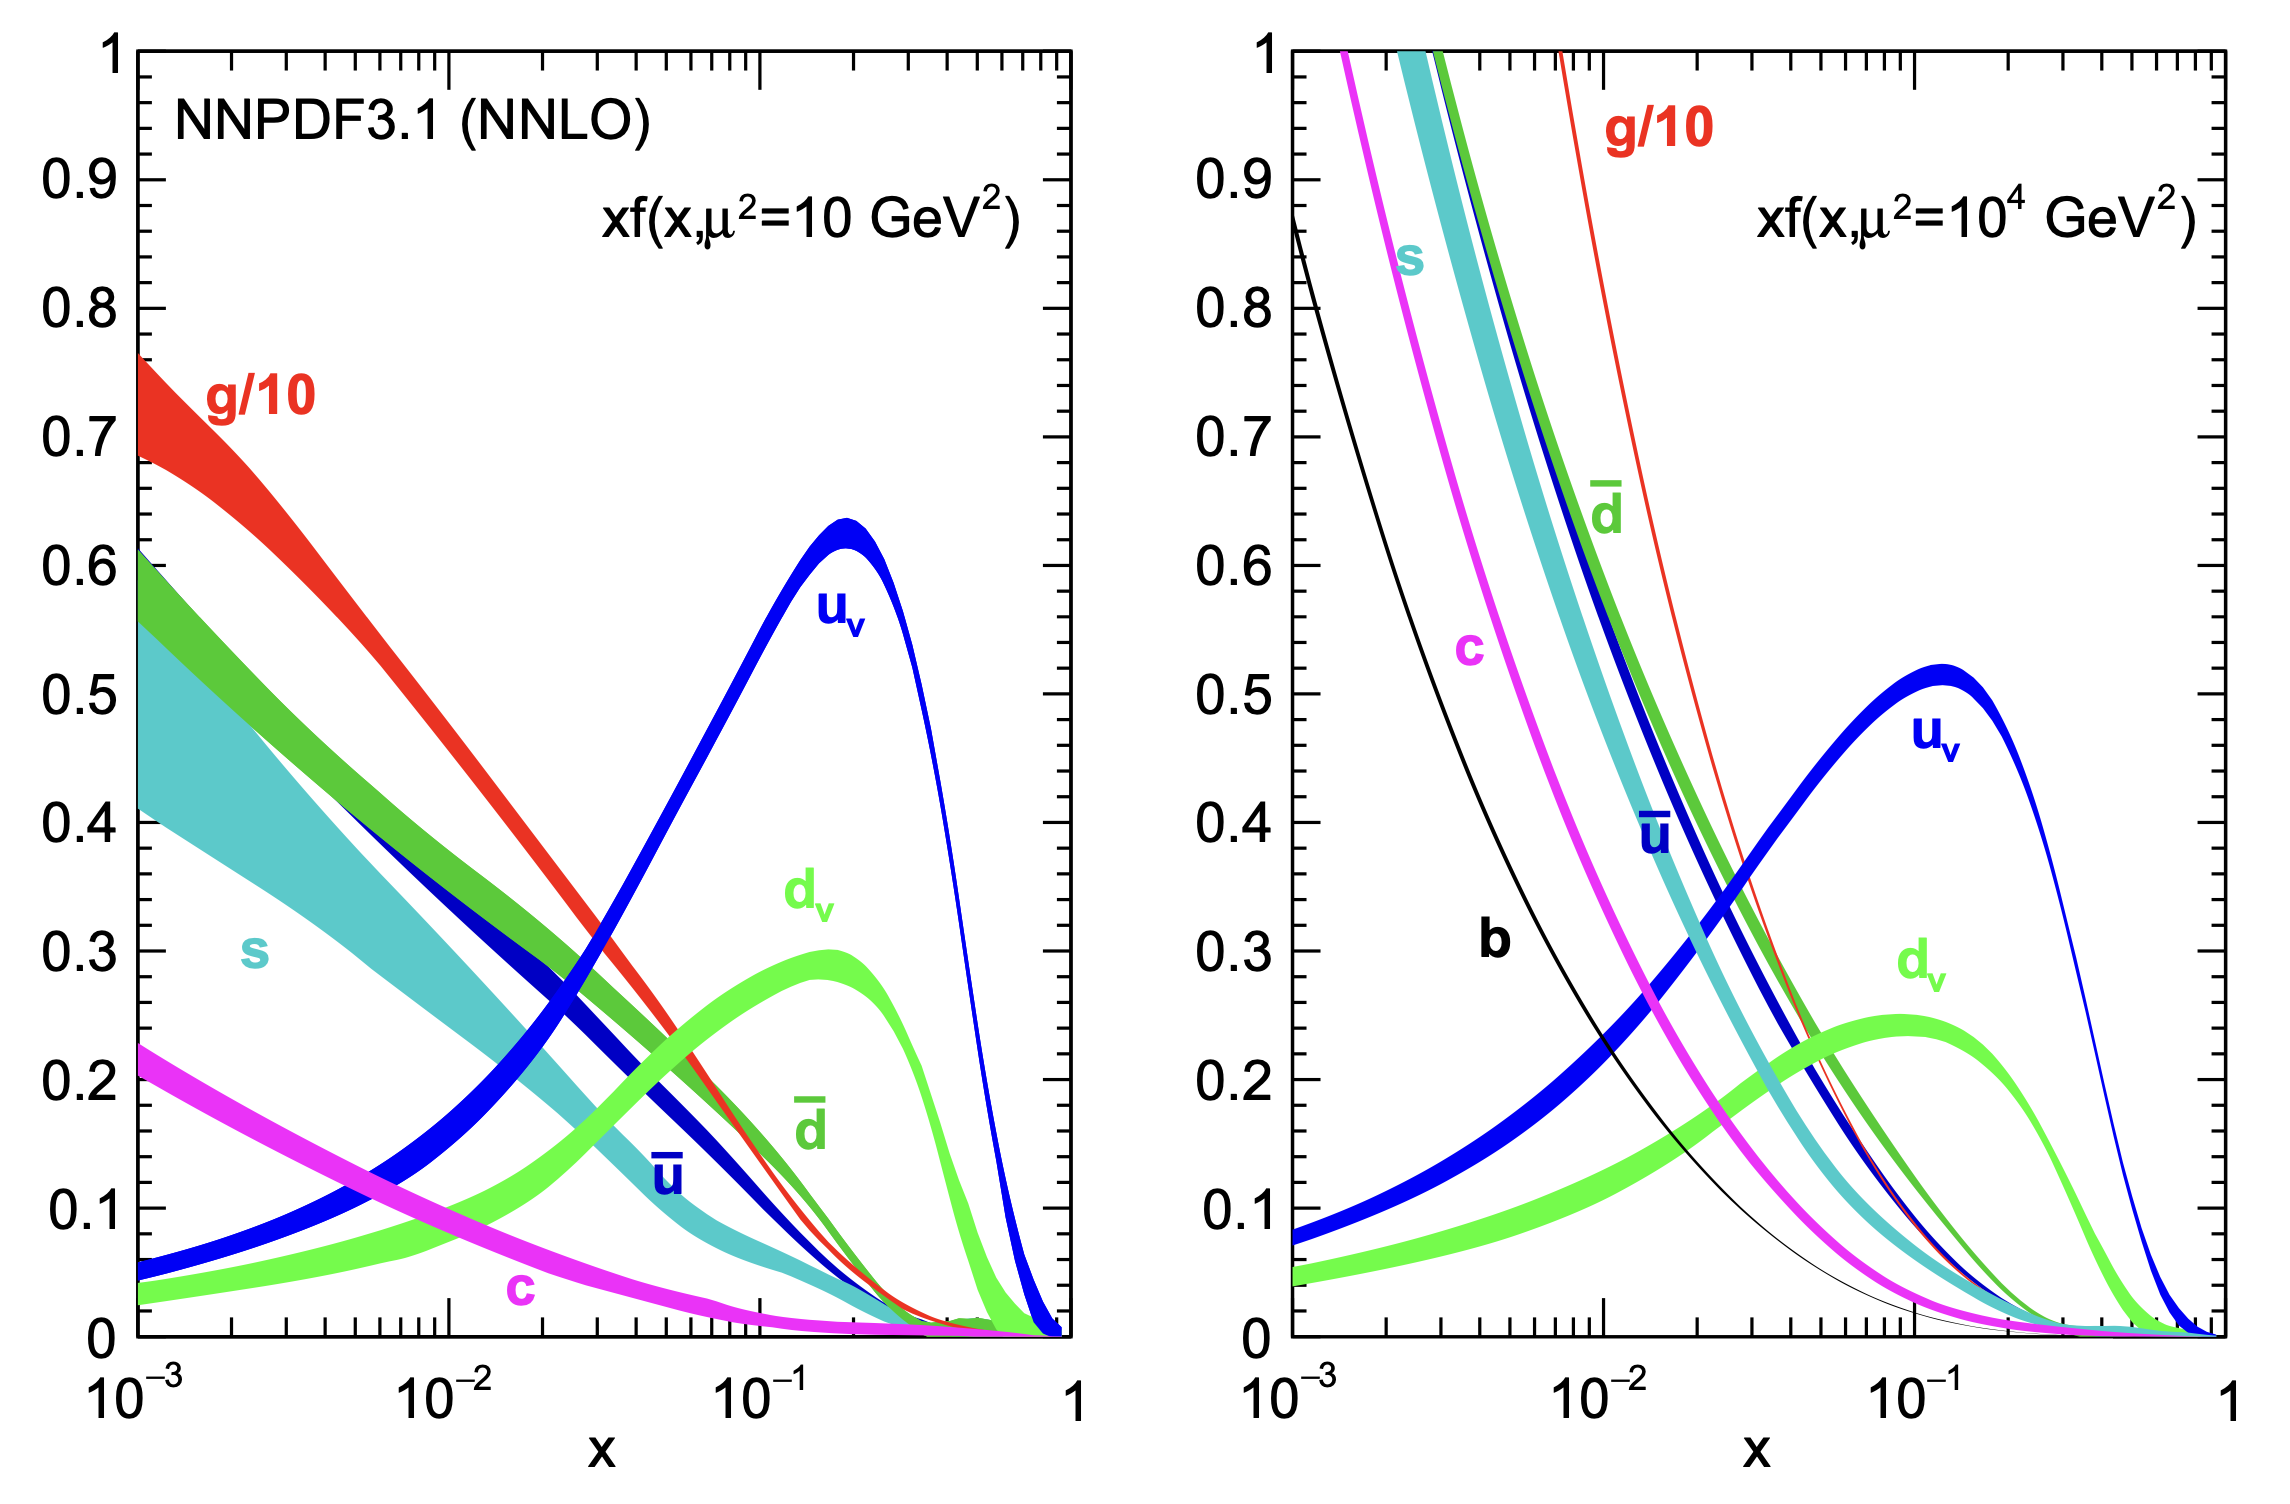 NNPDF3.1 (NNLO)
xf(x,μ²=10 GeV²)
g/10
u_v
d_v
s
d̅
u̅
c
1
0.9
0.8
0.7
0.6
0.5
0.4
0.3
0.2
0.1
0
10⁻³ 10⁻² 10⁻¹ 1
x
g/10
xf(x,μ²=10⁴ GeV²)
s
d̅
c
u_v
u̅
b
d_v
1
0.9
0.8
0.7
0.6
0.5
0.4
0.3
0.2
0.1
0
10⁻³ 10⁻² 10⁻¹ 1
x